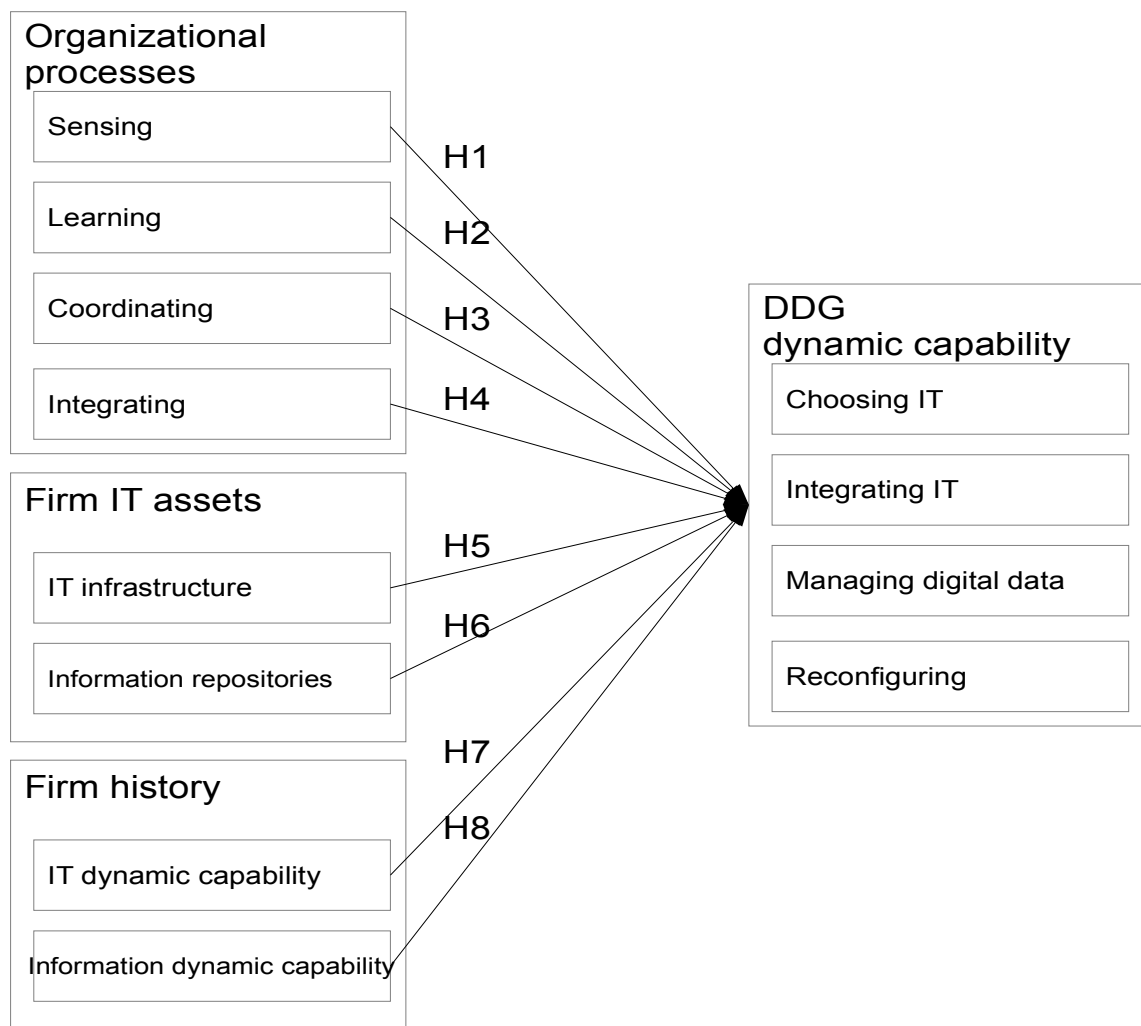 Organizational
processes
Sensing
Learning
Coordinating
Integrating
H1
H2
H3
H4
Firm IT assets
IT infrastructure
Information repositories
H5
H6
Firm history
IT dynamic capability
Information dynamic capability
H7
H8
DDG
dynamic capability
Choosing IT
Integrating IT
Managing digital data
Reconfiguring